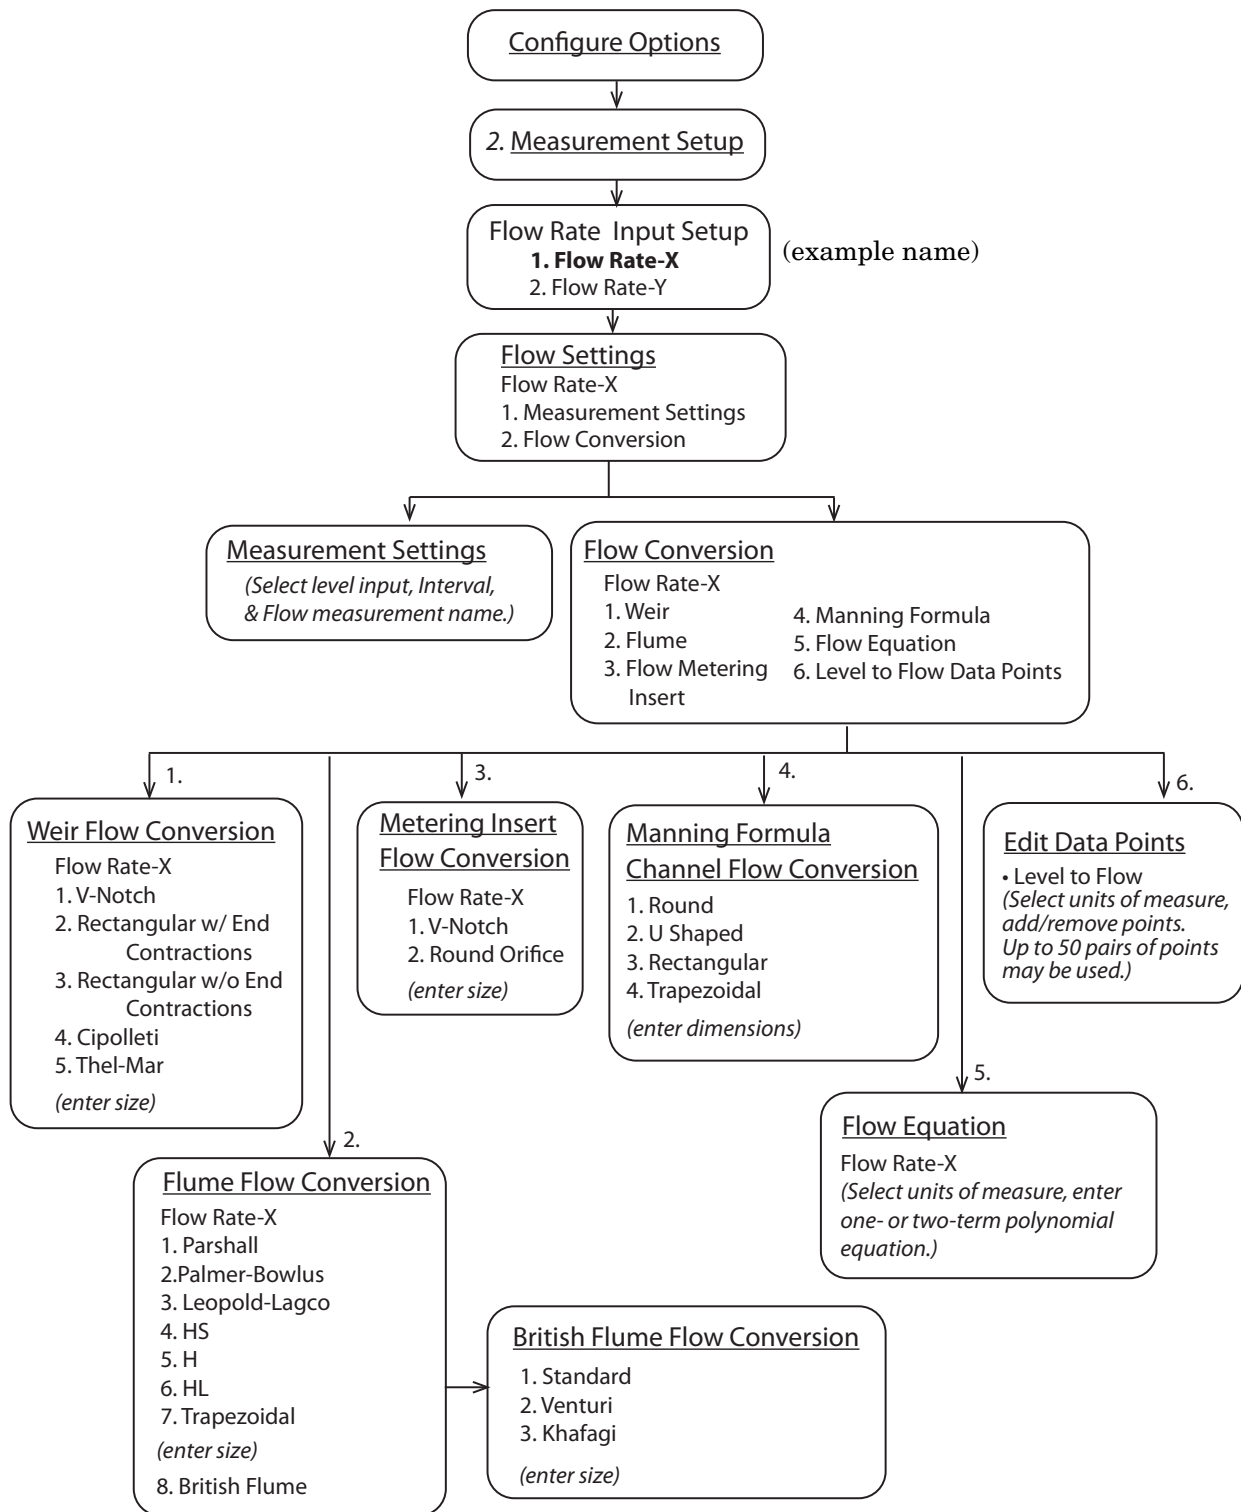 Configure Options
2. Measurement Setup
Flow Rate Input Setup
1. Flow Rate-X
2. Flow Rate-Y
(example name)
Flow Settings
Flow Rate-X
1. Measurement Settings
2. Flow Conversion
Measurement Settings
(Select level input, Interval,
& Flow measurement name.)
Flow Conversion
Flow Rate-X
1. Weir
2. Flume
3. Flow Metering
Insert
4. Manning Formula
5. Flow Equation
6. Level to Flow Data Points
1.
Weir Flow Conversion
Flow Rate-X
1. V-Notch
2. Rectangular w/ End
Contractions
3. Rectangular w/o End
Contractions
4. Cipolleti
5. Thel-Mar
(enter size)
2.
Flume Flow Conversion
Flow Rate-X
1. Parshall
2.Palmer-Bowlus
3. Leopold-Lagco
4. HS
5. H
6. HL
7. Trapezoidal
(enter size)
8. British Flume
British Flume Flow Conversion
1. Standard
2. Venturi
3. Khafagi
(enter size)
3.
Metering Insert
Flow Conversion
Flow Rate-X
1. V-Notch
2. Round Orifice
(enter size)
4.
Manning Formula
Channel Flow Conversion
1. Round
2. U Shaped
3. Rectangular
4. Trapezoidal
(enter dimensions)
5.
Flow Equation
Flow Rate-X
(Select units of measure, enter
one- or two-term polynomial
equation.)
6.
Edit Data Points
• Level to Flow
(Select units of measure,
add/remove points.
Up to 50 pairs of points
may be used.)